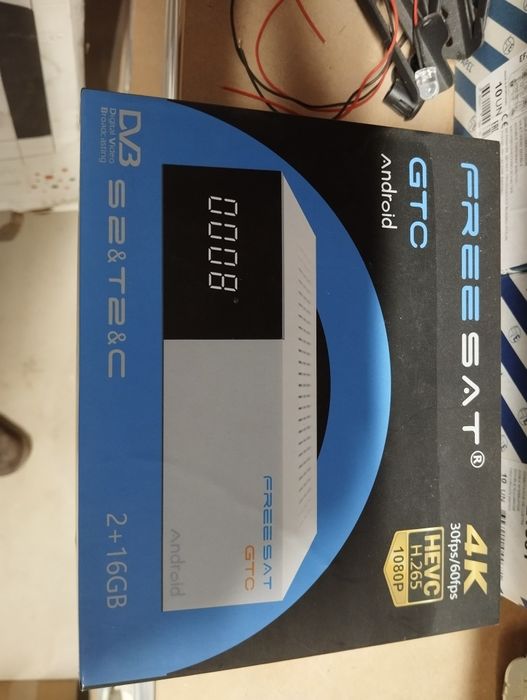 FREESAT®
GTC
Android
4K
30fps/60fps
HEVC
H.265
1080P
0008
FREESAT
GTC
Android
DVB
Digital Video
Broadcasting
S2&T2&C
2+16GB
10 UN